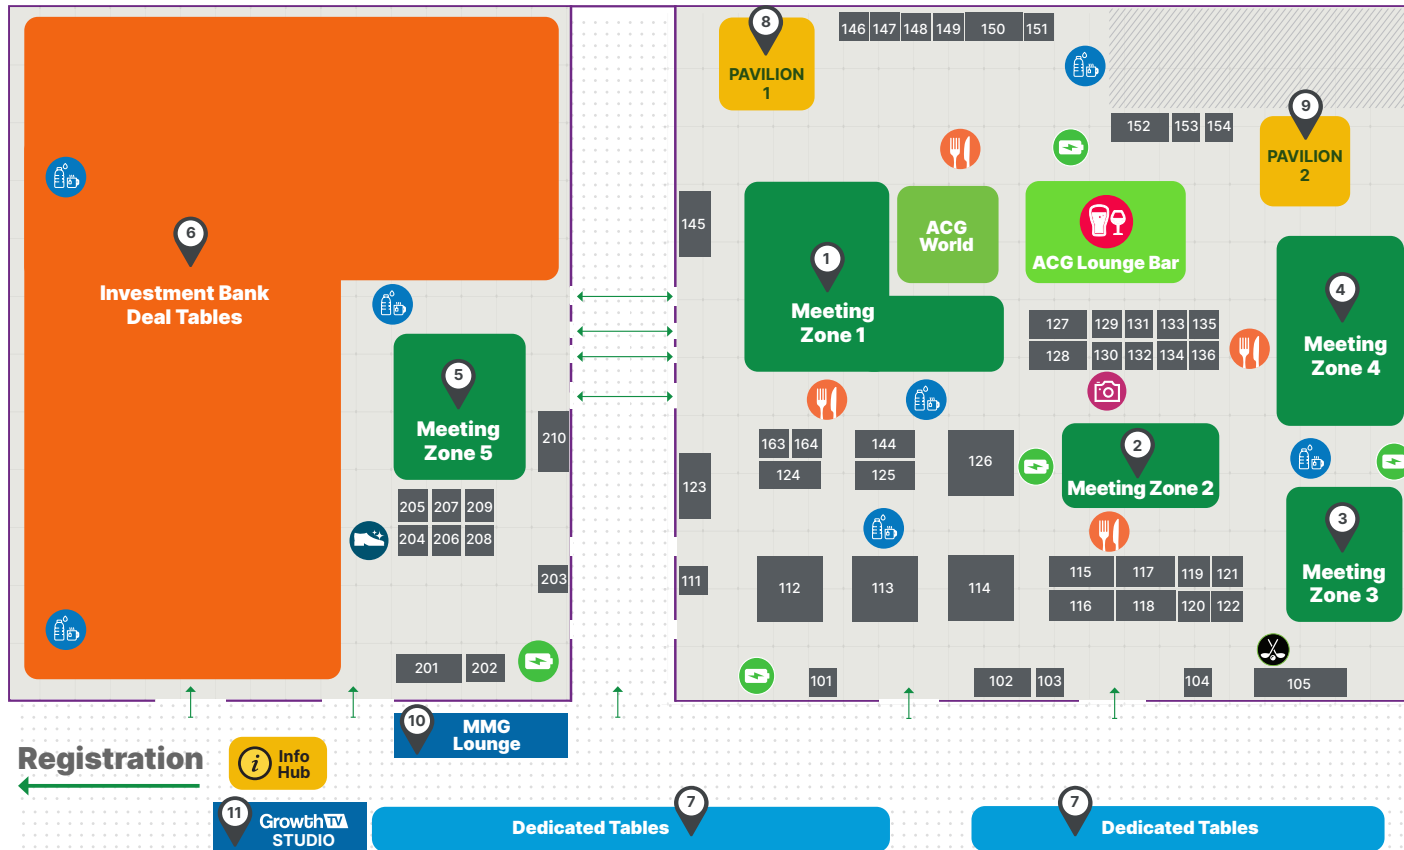 8
PAVILION
1
146 147 148 149 150 151
9
PAVILION
2
152 153 154
6
Investment Bank
Deal Tables
145
1
Meeting
Zone 1
ACG
World
ACG Lounge Bar
4
Meeting
Zone 4
127 129 131 133 135
128 130 132 134 136
5
Meeting
Zone 5
210
205 207 209
204 206 208
203
201 202
123
163 164
124
144
125
126
2
Meeting Zone 2
3
Meeting
Zone 3
111
112
113
114
115 117 119 121
116 118 120 122
101
102 103
104
105
10
MMG
Lounge
Registration
i
Info
Hub
11
Growth TV
STUDIO
7
Dedicated Tables
7
Dedicated Tables